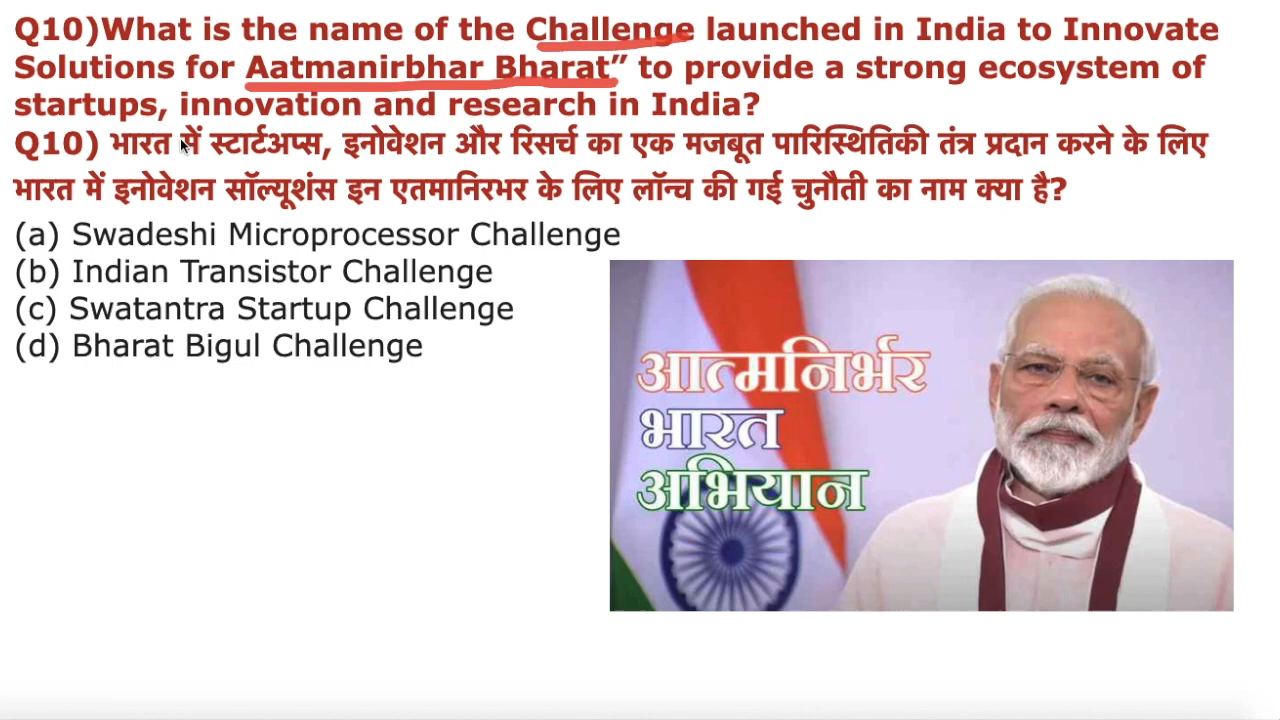 Q10)What is the name of the Challenge launched in India to Innovate
Solutions for Aatmanirbhar Bharat” to provide a strong ecosystem of
startups, innovation and research in India?
Q10) भारत में स्टार्टअप्स, इनोवेशन और रिसर्च का एक मजबूत पारिस्थितिकी तंत्र प्रदान करने के लिए
भारत में इनोवेशन सॉल्यूशंस इन एतमानिरभर के लिए लॉन्च की गई चुनौती का नाम क्या है?
(a) Swadeshi Microprocessor Challenge
(b) Indian Transistor Challenge
(c) Swatantra Startup Challenge
(d) Bharat Bigul Challenge
आत्मनिर्भर
भारत
अभियान